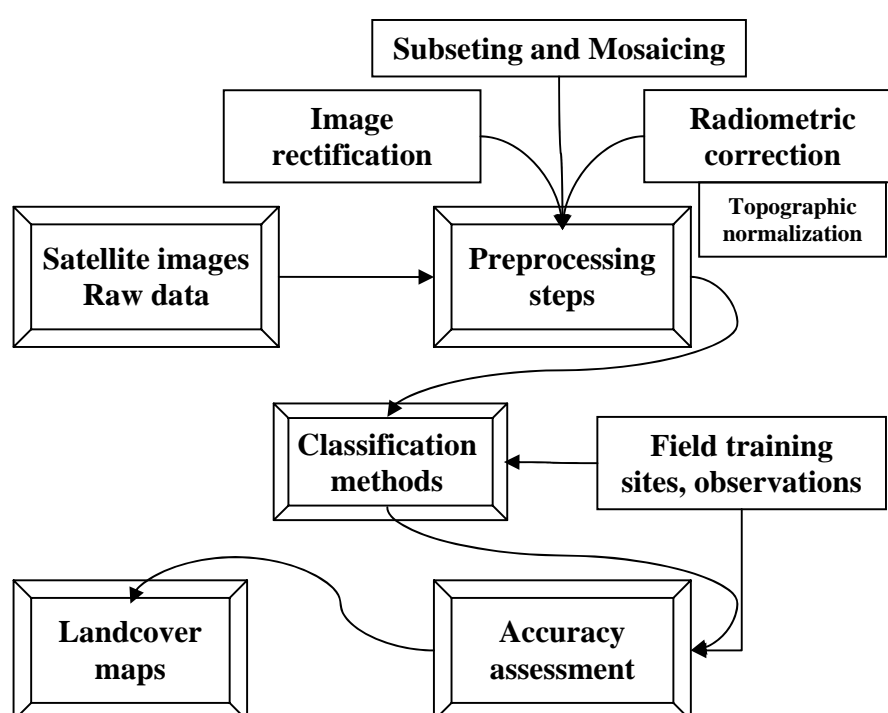 Subseting and Mosaicing
Image
rectification
Radiometric
correction
Topographic
normalization
Satellite images
Raw data
Preprocessing
steps
Classification
methods
Field training
sites, observations
Landcover
maps
Accuracy
assessment